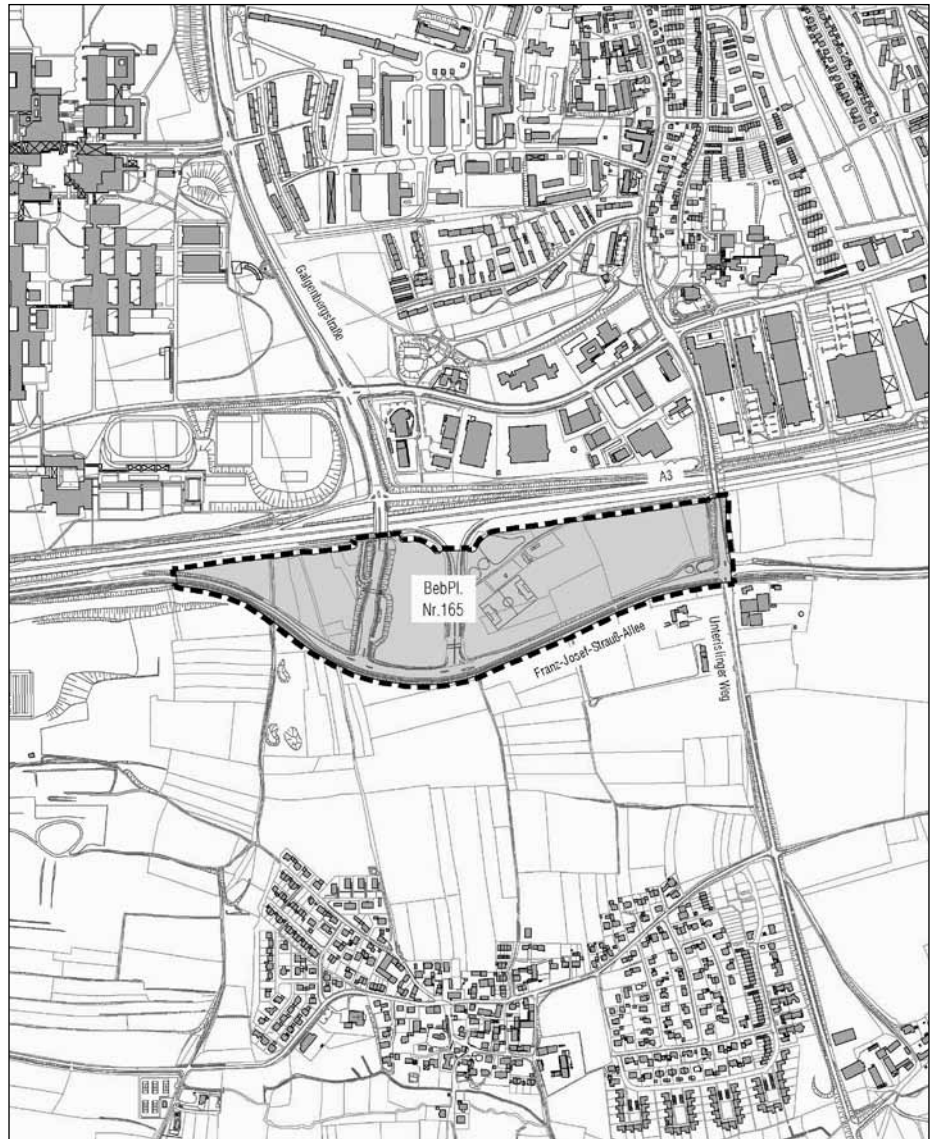 Galgenbergstraße
A3
BebPl.
Nr.165
Franz-Josef-Strauß-Allee
Unterislinger Weg